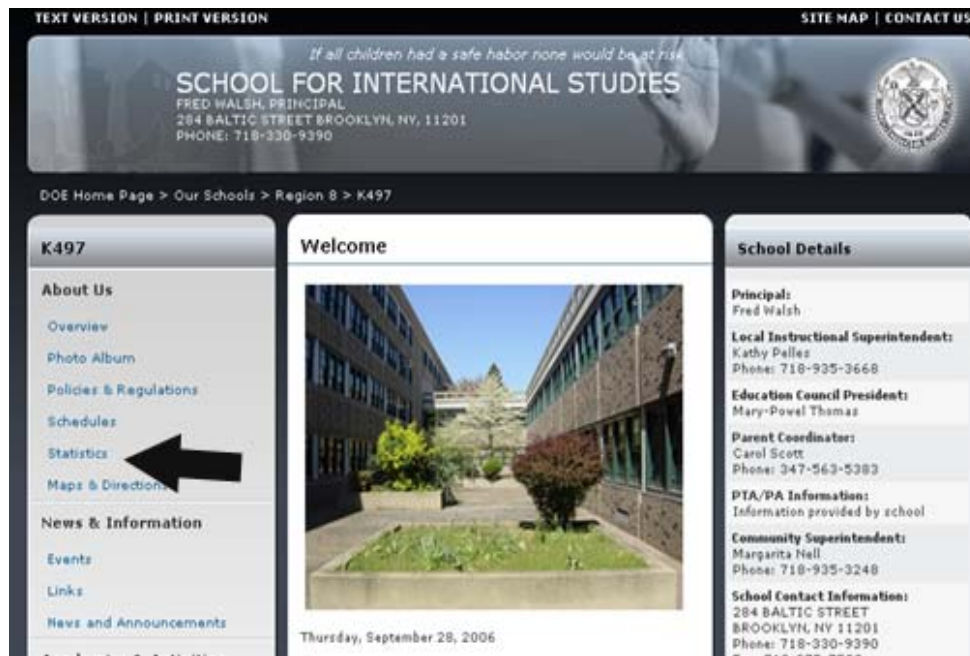 TEXT VERSION | PRINT VERSION
SITE MAP | CONTACT US
If all children had a safe habor none would be at risk
SCHOOL FOR INTERNATIONAL STUDIES
FRED WALSH, PRINCIPAL
284 BALTIC STREET BROOKLYN, NY, 11201
PHONE: 718-330-9390
DOE Home Page > Our Schools > Region 8 > K497
K497
About Us
Overview
Photo Album
Policies & Regulations
Schedules
Statistics
Maps & Directions
News & Information
Events
Links
News and Announcements
Welcome
Thursday, September 28, 2006
School Details
Principal:
Fred Walsh
Local Instructional Superintendent:
Kathy Pelles
Phone: 718-935-3668
Education Council President:
Mary-Powel Thomas
Parent Coordinator:
Carol Scott
Phone: 347-563-5383
PTA/PA Information:
Information provided by school
Community Superintendent:
Margarita Nell
Phone: 718-935-3248
School Contact Information:
284 BALTIC STREET
BROOKLYN, NY 11201
Phone: 718-330-9390